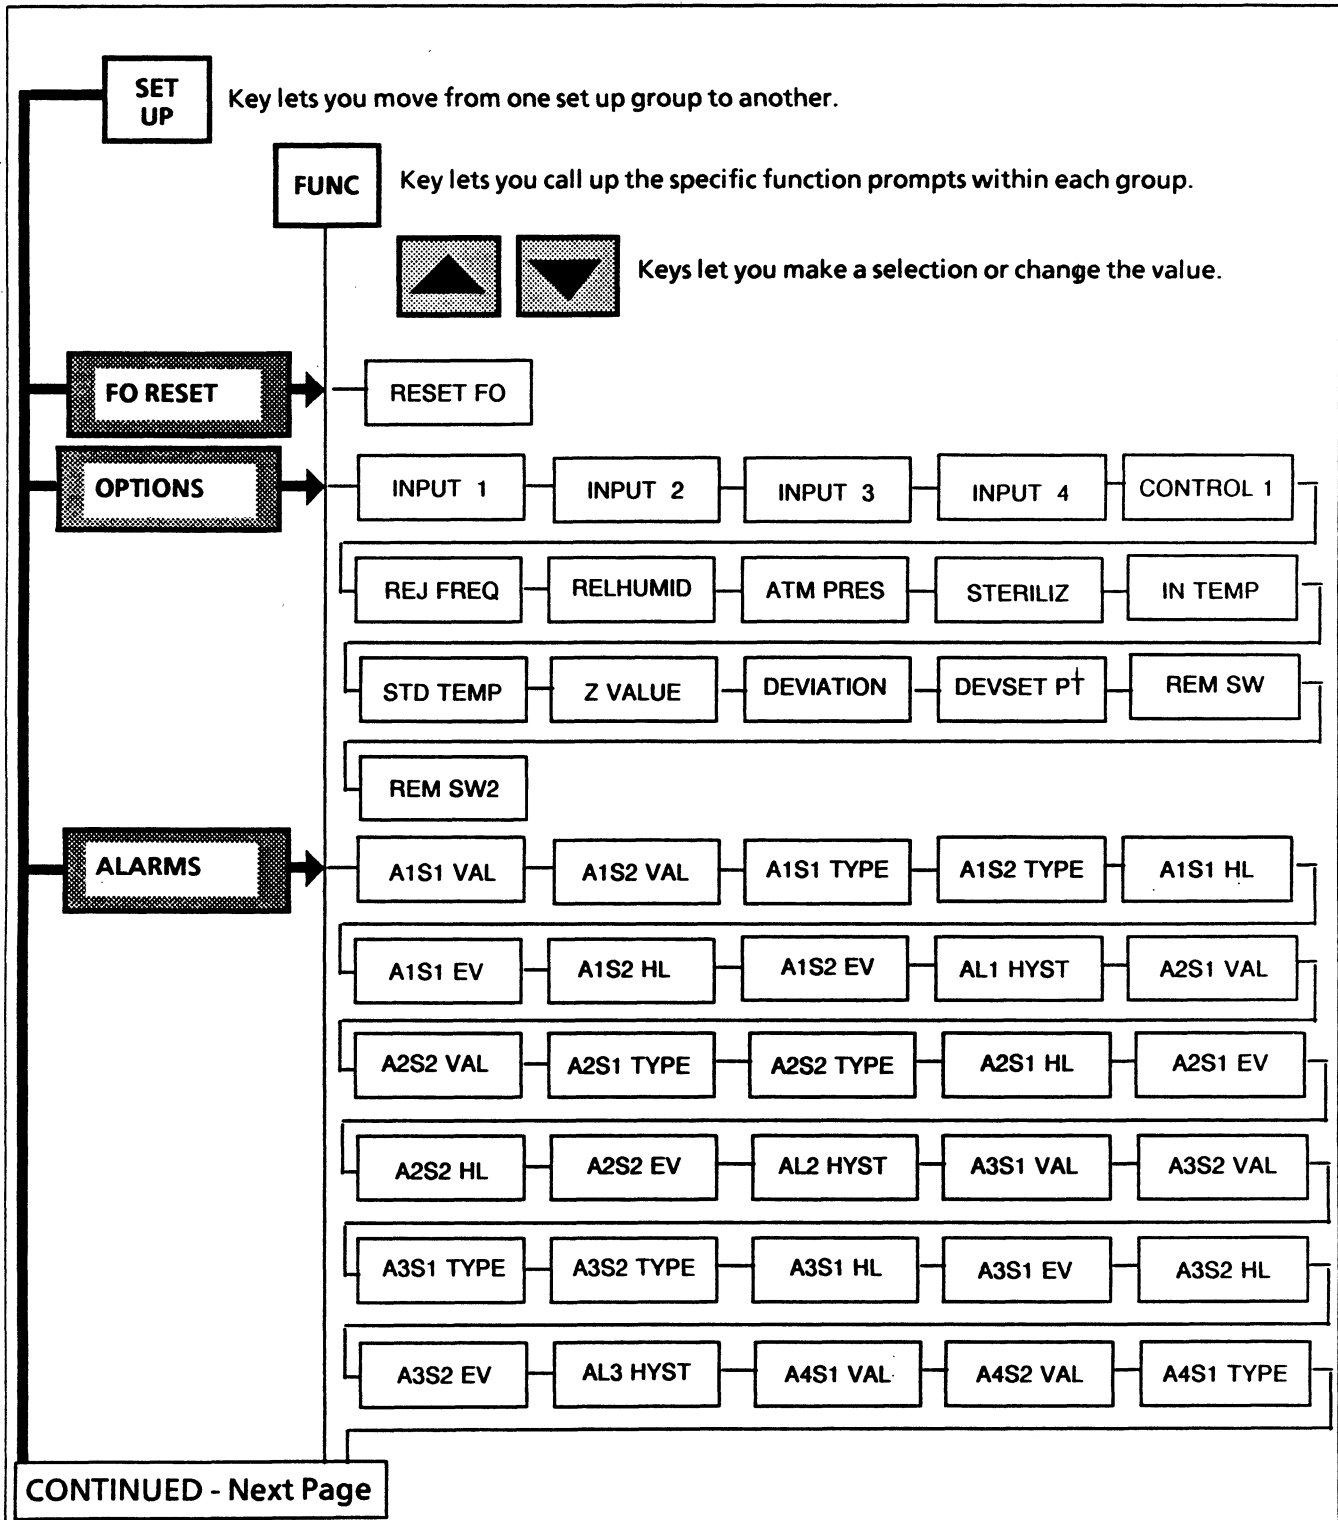 SET
UP
Key lets you move from one set up group to another.
FUNC
Key lets you call up the specific function prompts within each group.
Keys let you make a selection or change the value.
FO RESET
RESET FO
OPTIONS
INPUT 1
INPUT 2
INPUT 3
INPUT 4
CONTROL 1
REJ FREQ
RELHUMID
ATM PRES
STERILIZ
IN TEMP
STD TEMP
Z VALUE
DEVIATION
DEVSET PT
REM SW
REM SW2
ALARMS
A1S1 VAL
A1S2 VAL
A1S1 TYPE
A1S2 TYPE
A1S1 HL
A1S1 EV
A1S2 HL
A1S2 EV
AL1 HYST
A2S1 VAL
A2S2 VAL
A2S1 TYPE
A2S2 TYPE
A2S1 HL
A2S1 EV
A2S2 HL
A2S2 EV
AL2 HYST
A3S1 VAL
A3S2 VAL
A3S1 TYPE
A3S2 TYPE
A3S1 HL
A3S1 EV
A3S2 HL
A3S2 EV
AL3 HYST
A4S1 VAL
A4S2 VAL
A4S1 TYPE
CONTINUED - Next Page